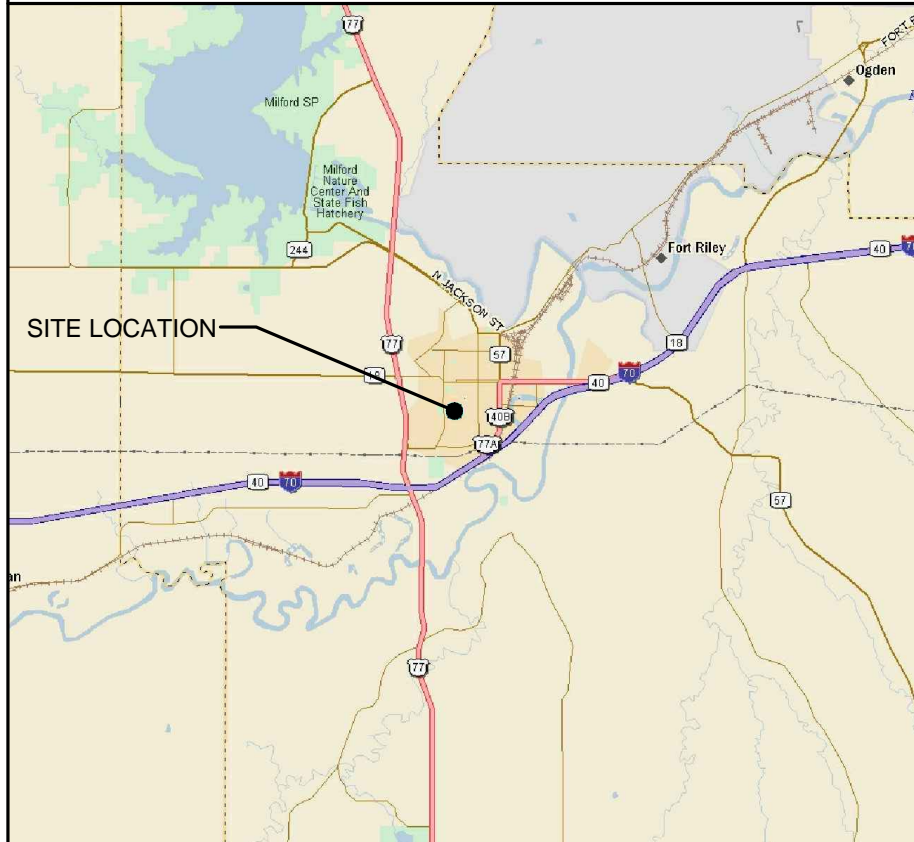 77
FORT
Ogden
Milford SP
Milford
Nature
Center And
State Fish
Hatchery
244
Fort Riley
40
N JACKSON ST
SITE LOCATION
77
57
18
70
40
40B
77A
40
70
57
77